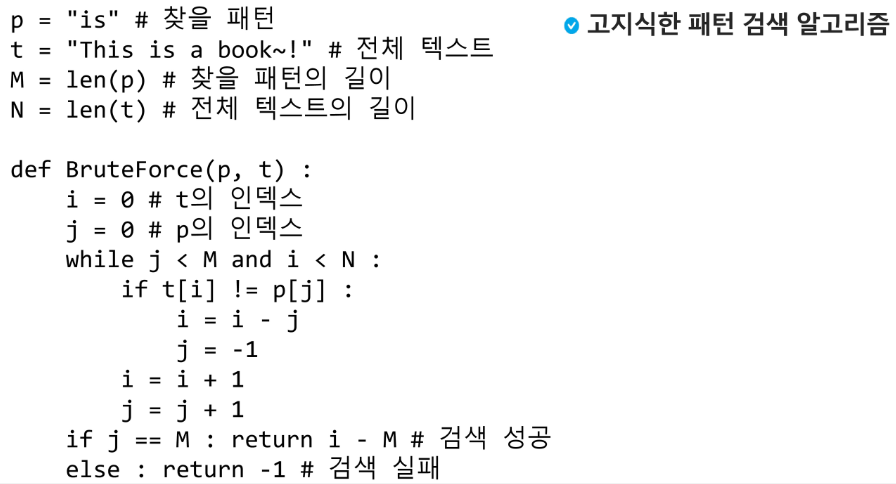 고지식한 패턴 검색 알고리즘
p = "is" # 찾을 패턴
t = "This is a book~!" # 전체 텍스트
M = len(p) # 찾을 패턴의 길이
N = len(t) # 전체 텍스트의 길이

def BruteForce(p, t) :
    i = 0 # t의 인덱스
    j = 0 # p의 인덱스
    while j < M and i < N :
        if t[i] != p[j] :
            i = i - j
            j = -1
        i = i + 1
        j = j + 1
    if j == M : return i - M # 검색 성공
    else : return -1 # 검색 실패